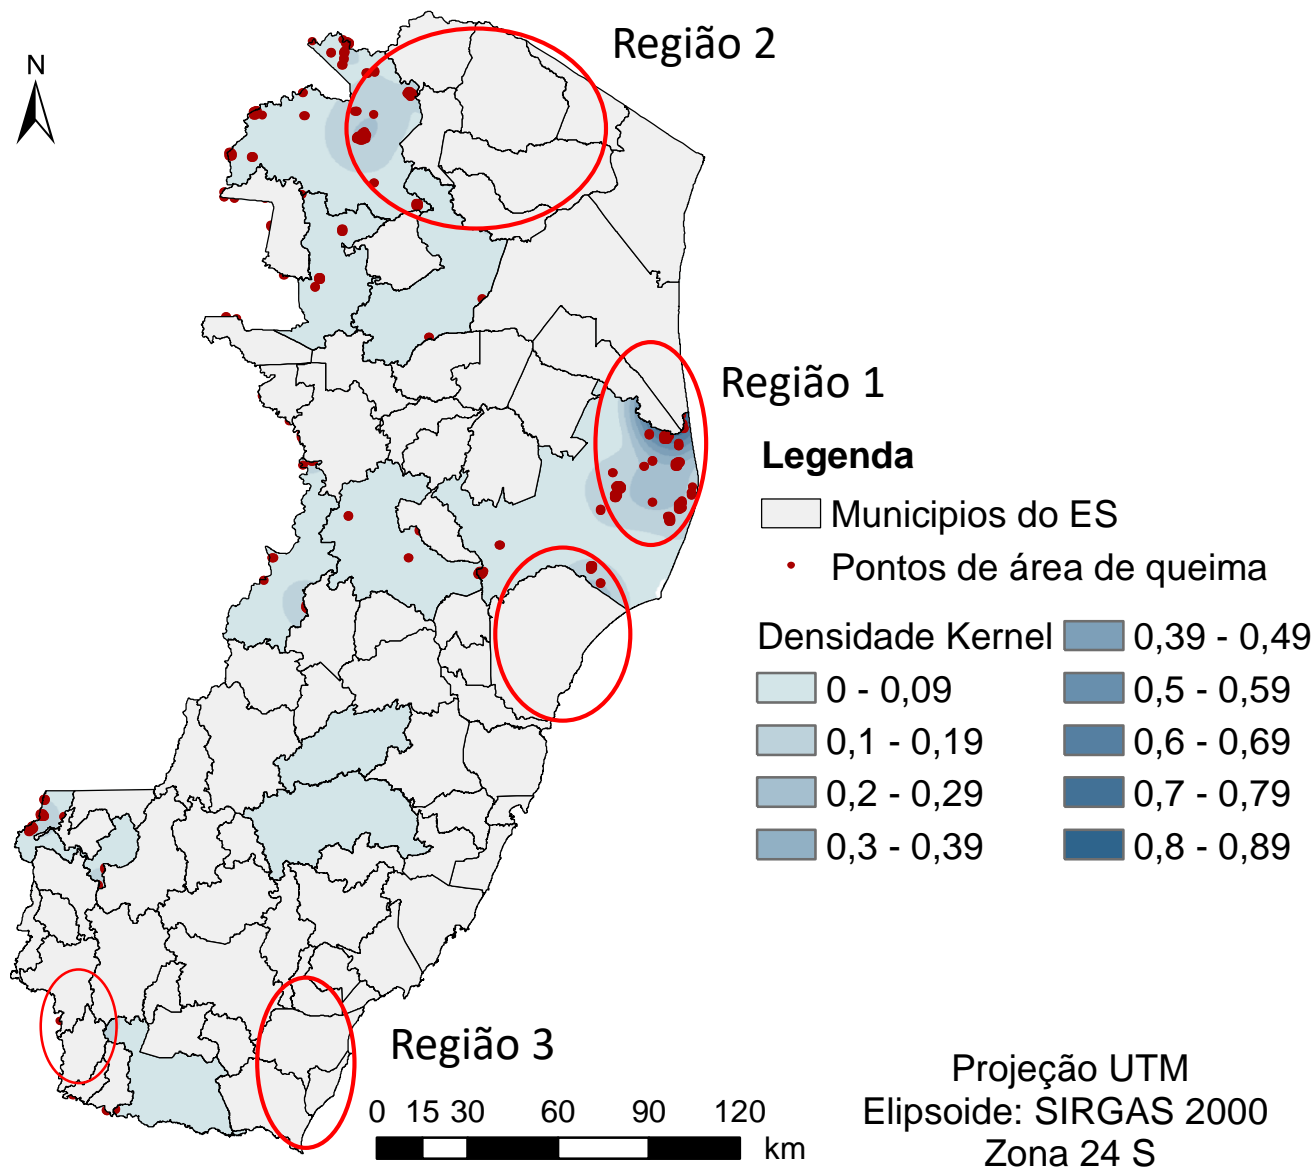 Região 2
N
Região 1
Legenda
Municipios do ES
Pontos de área de queima
Densidade Kernel
0 - 0,09
0,1 - 0,19
0,2 - 0,29
0,3 - 0,39
0,39 - 0,49
0,5 - 0,59
0,6 - 0,69
0,7 - 0,79
0,8 - 0,89
Região 3
0 15 30 60 90 120
km
Projeção UTM
Elipsoide: SIRGAS 2000
Zona 24 S